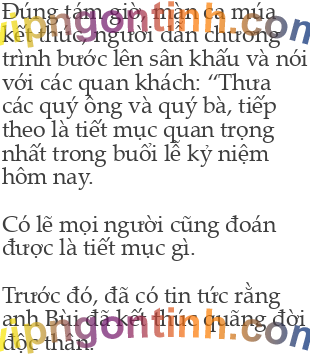 Đúng tám giờ, màn ca múa
kết thúc, người dẫn chương
trình bước lên sân khấu và nói
với các quan khách: “Thưa
các quý ông và quý bà, tiếp
theo là tiết mục quan trọng
nhất trong buổi lễ kỷ niệm
hôm nay.
Có lẽ mọi người cũng đoán
được là tiết mục gì.
Trước đó, đã có tin tức rằng
anh Bùi đã kết thúc quãng đời
độc thân.
vipngontinh.com
vipngontinh.com